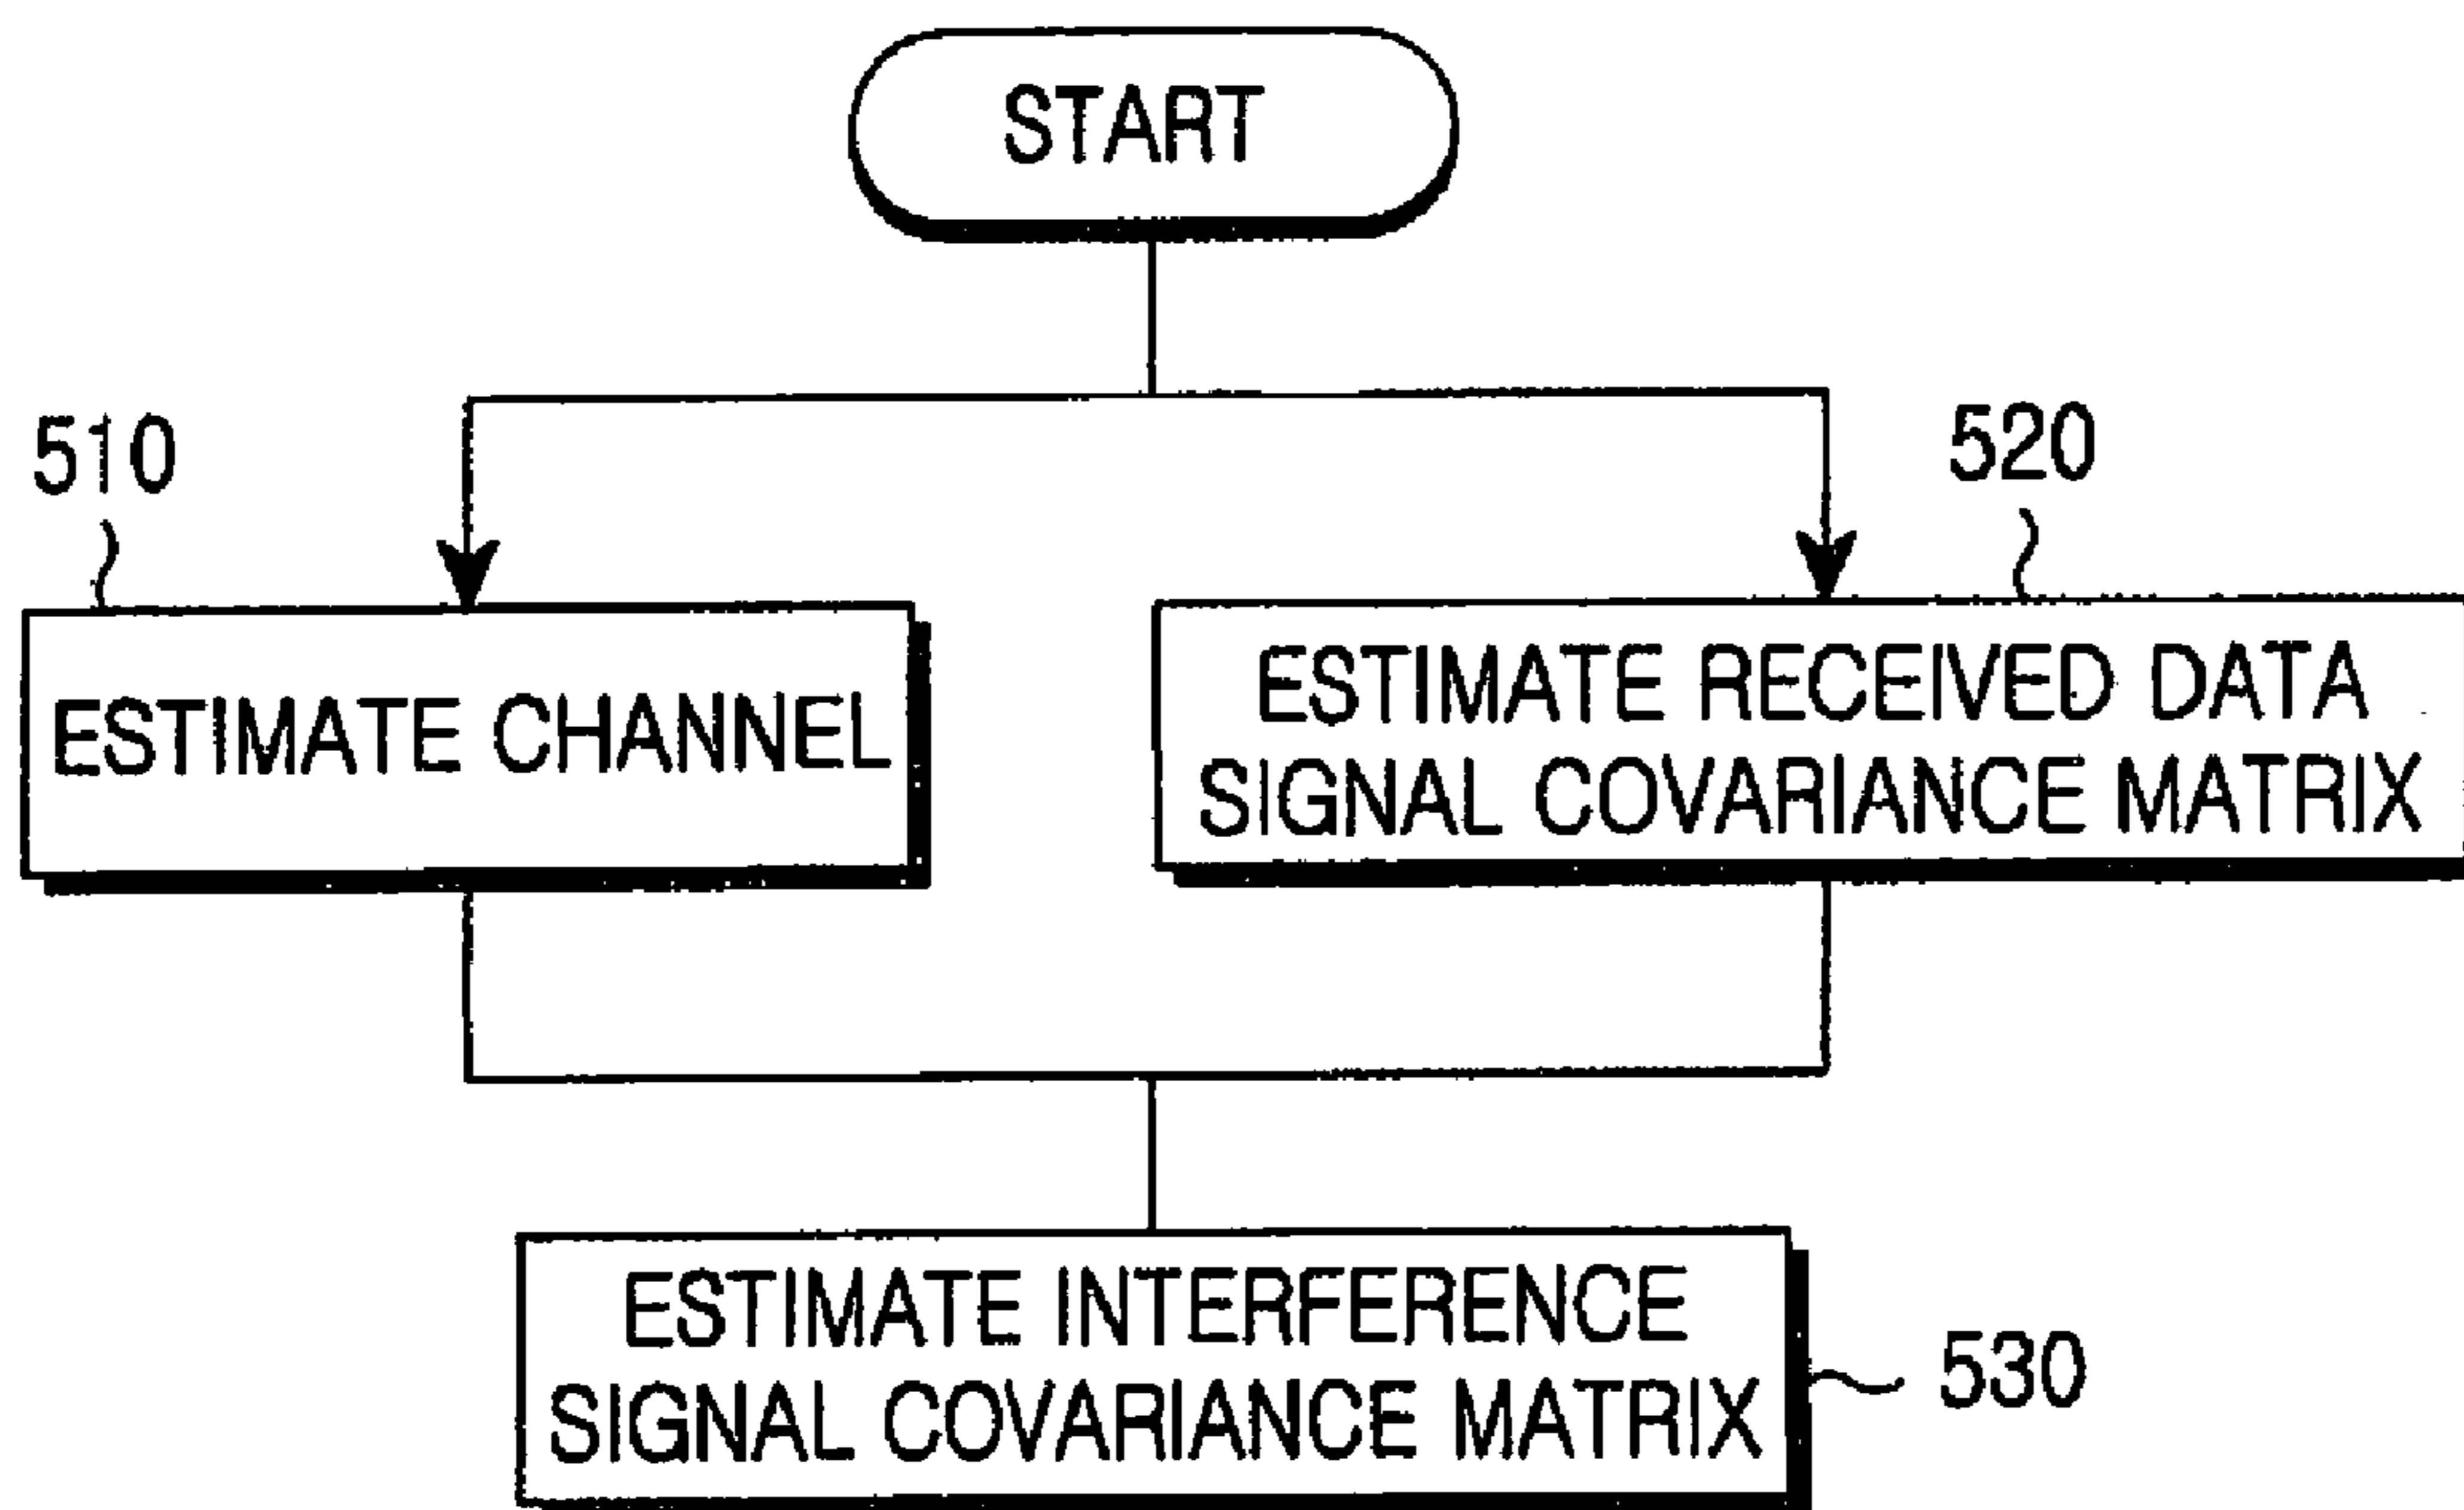 START
510
520
ESTIMATE CHANNEL
ESTIMATE RECEIVED DATA
SIGNAL COVARIANCE MATRIX
ESTIMATE INTERFERENCE
SIGNAL COVARIANCE MATRIX
530